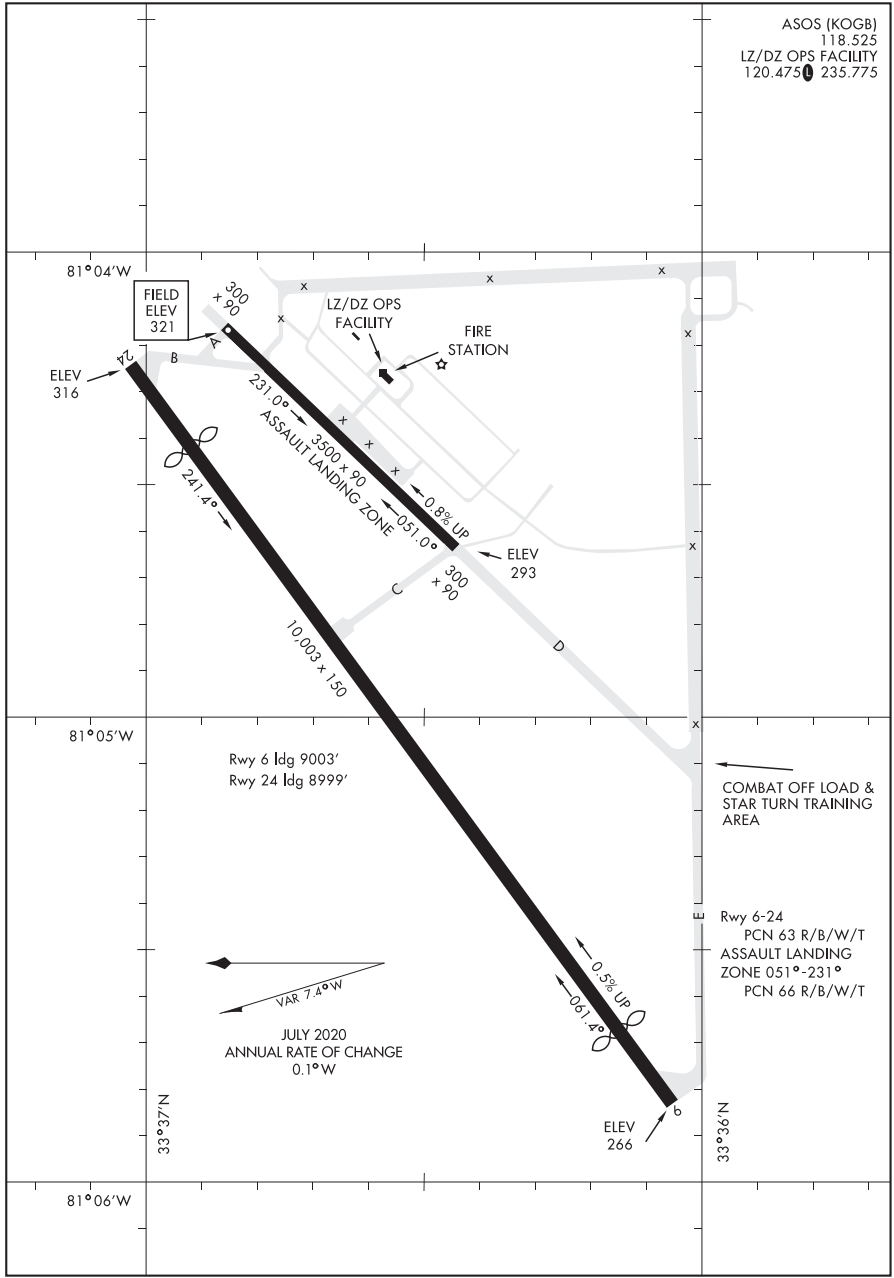 ASOS (KOGB)
118.525
LZ/DZ OPS FACILITY
120.475 L 235.775
81°04'W
FIELD
ELEV
321
300
x 90
LZ/DZ OPS
FACILITY
FIRE
STATION
A
B
24
ELEV
316
x
x
x
x
x
231.0°
3500 x 90
ASSAULT LANDING ZONE
x
x
x
0.8% UP
051.0°
241.4°
ELEV
293
x
300
x 90
C
D
10,003 x 150
x
81°05'W
Rwy 6 ldg 9003'
Rwy 24 ldg 8999'
COMBAT OFF LOAD &
STAR TURN TRAINING
AREA
E
Rwy 6-24
PCN 63 R/B/W/T
ASSAULT LANDING
ZONE 051°-231°
PCN 66 R/B/W/T
VAR 7.4°W
0.5% UP
061.4°
JULY 2020
ANNUAL RATE OF CHANGE
0.1°W
33°37'N
33°36'N
6
ELEV
266
81°06'W